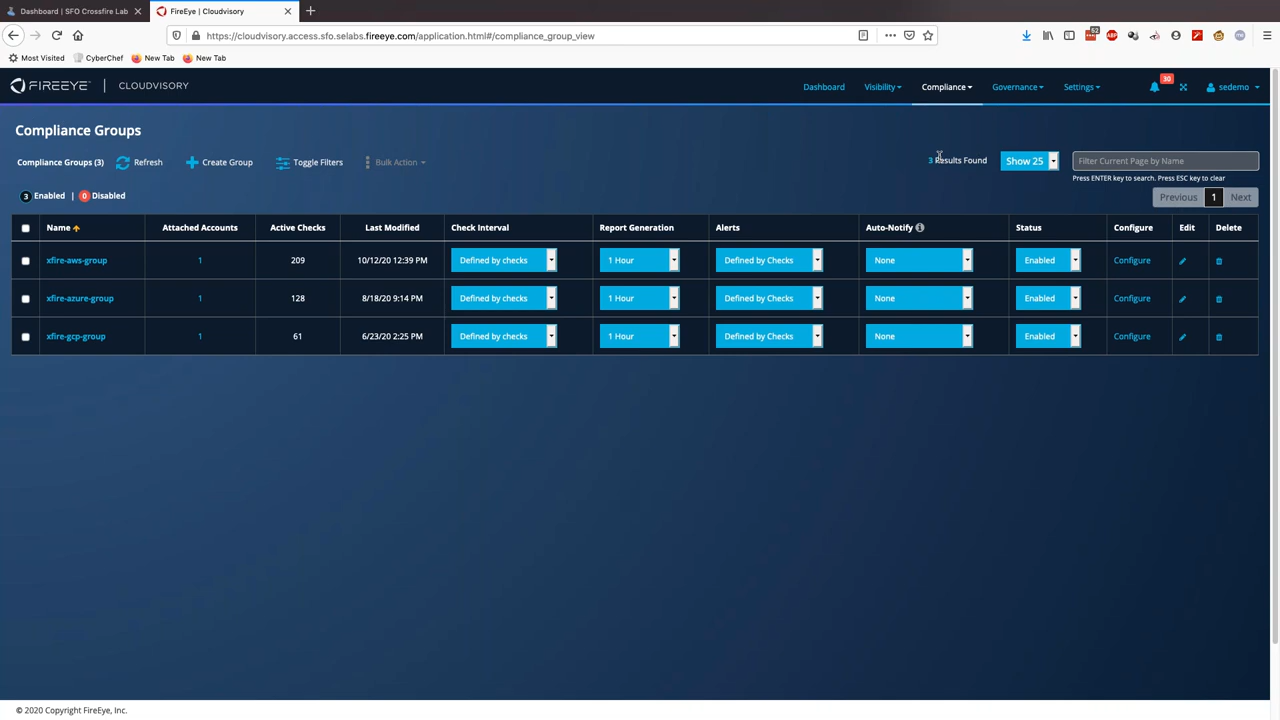 Dashboard | SFO Crossfire Lab
FireEye | Cloudvisory
https://cloudvisory.access.sfo.selabs.fireeye.com/application.html#/compliance_group_view
Most Visited
CyberChef
New Tab
New Tab
FIREEYE™ | CLOUDVISORY
Dashboard
Visibility
Compliance
Governance
Settings
30
sedemo
Compliance Groups
Compliance Groups (3)
Refresh
Create Group
Toggle Filters
Bulk Action
3 Results Found
Show 25
Filter Current Page by Name
Press ENTER key to search. Press ESC key to clear
3 Enabled | 0 Disabled
Previous 1 Next
Name Attached Accounts Active Checks Last Modified Check Interval Report Generation Alerts Auto-Notify Status Configure Edit Delete
xfire-aws-group 1 209 10/12/20 12:39 PM Defined by checks 1 Hour Defined by Checks None Enabled Configure
xfire-azure-group 1 128 8/18/20 9:14 PM Defined by checks 1 Hour Defined by Checks None Enabled Configure
xfire-gcp-group 1 61 6/23/20 2:25 PM Defined by checks 1 Hour Defined by Checks None Enabled Configure
© 2020 Copyright FireEye, Inc.